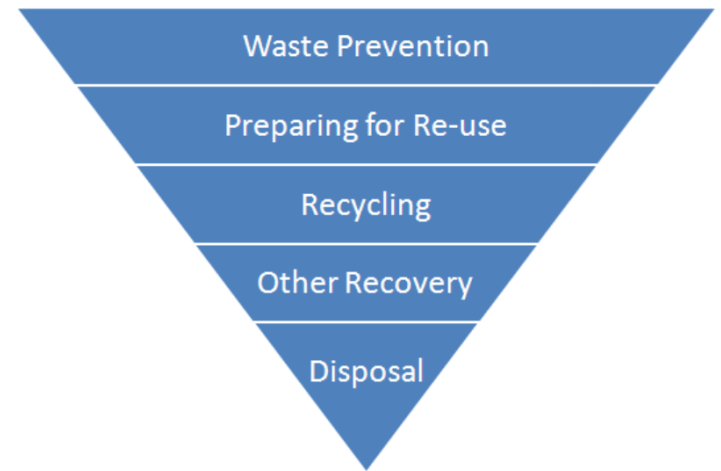 Waste Prevention
Preparing for Re-use
Recycling
Other Recovery
Disposal